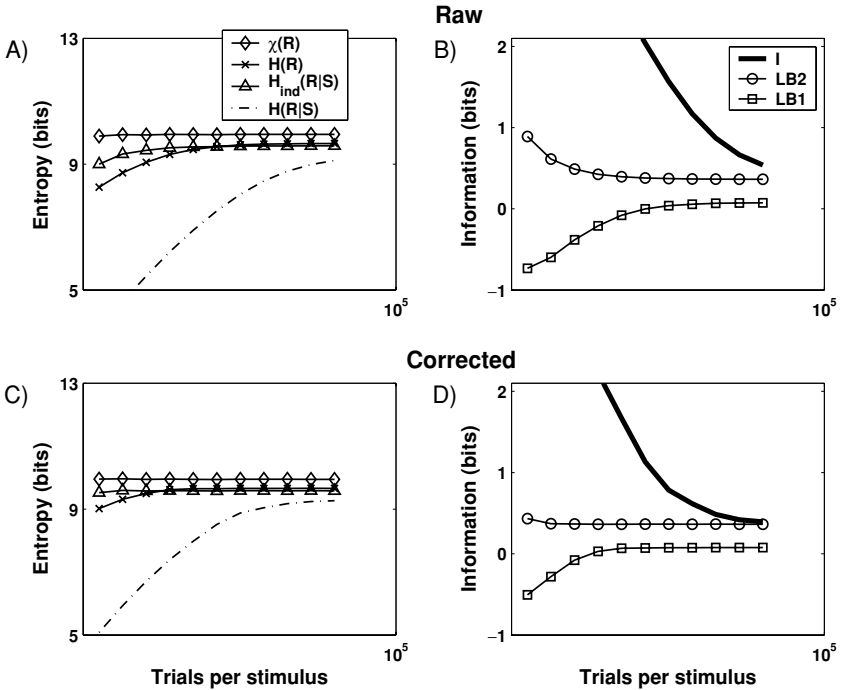 Raw
A)
13
9
5
Entropy (bits)
χ(R)
H(R)
H_ind(R|S)
H(R|S)
10^5
B)
2
1
0
−1
Information (bits)
I
LB2
LB1
10^5
Corrected
C)
13
9
5
Entropy (bits)
10^5
Trials per stimulus
D)
2
1
0
−1
Information (bits)
10^5
Trials per stimulus